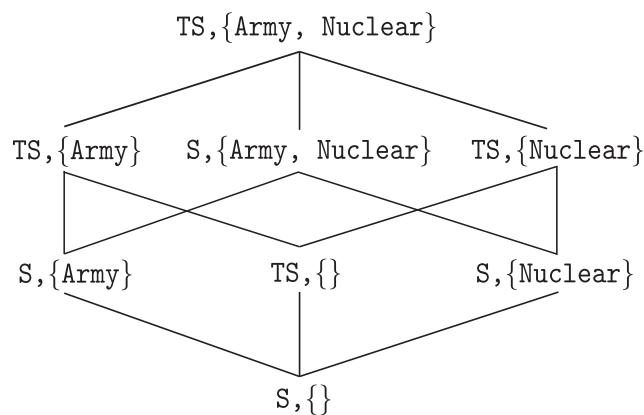 TS,{Army, Nuclear}
TS,{Army} S,{Army, Nuclear} TS,{Nuclear}
S,{Army} TS,{} S,{Nuclear}
S,{}